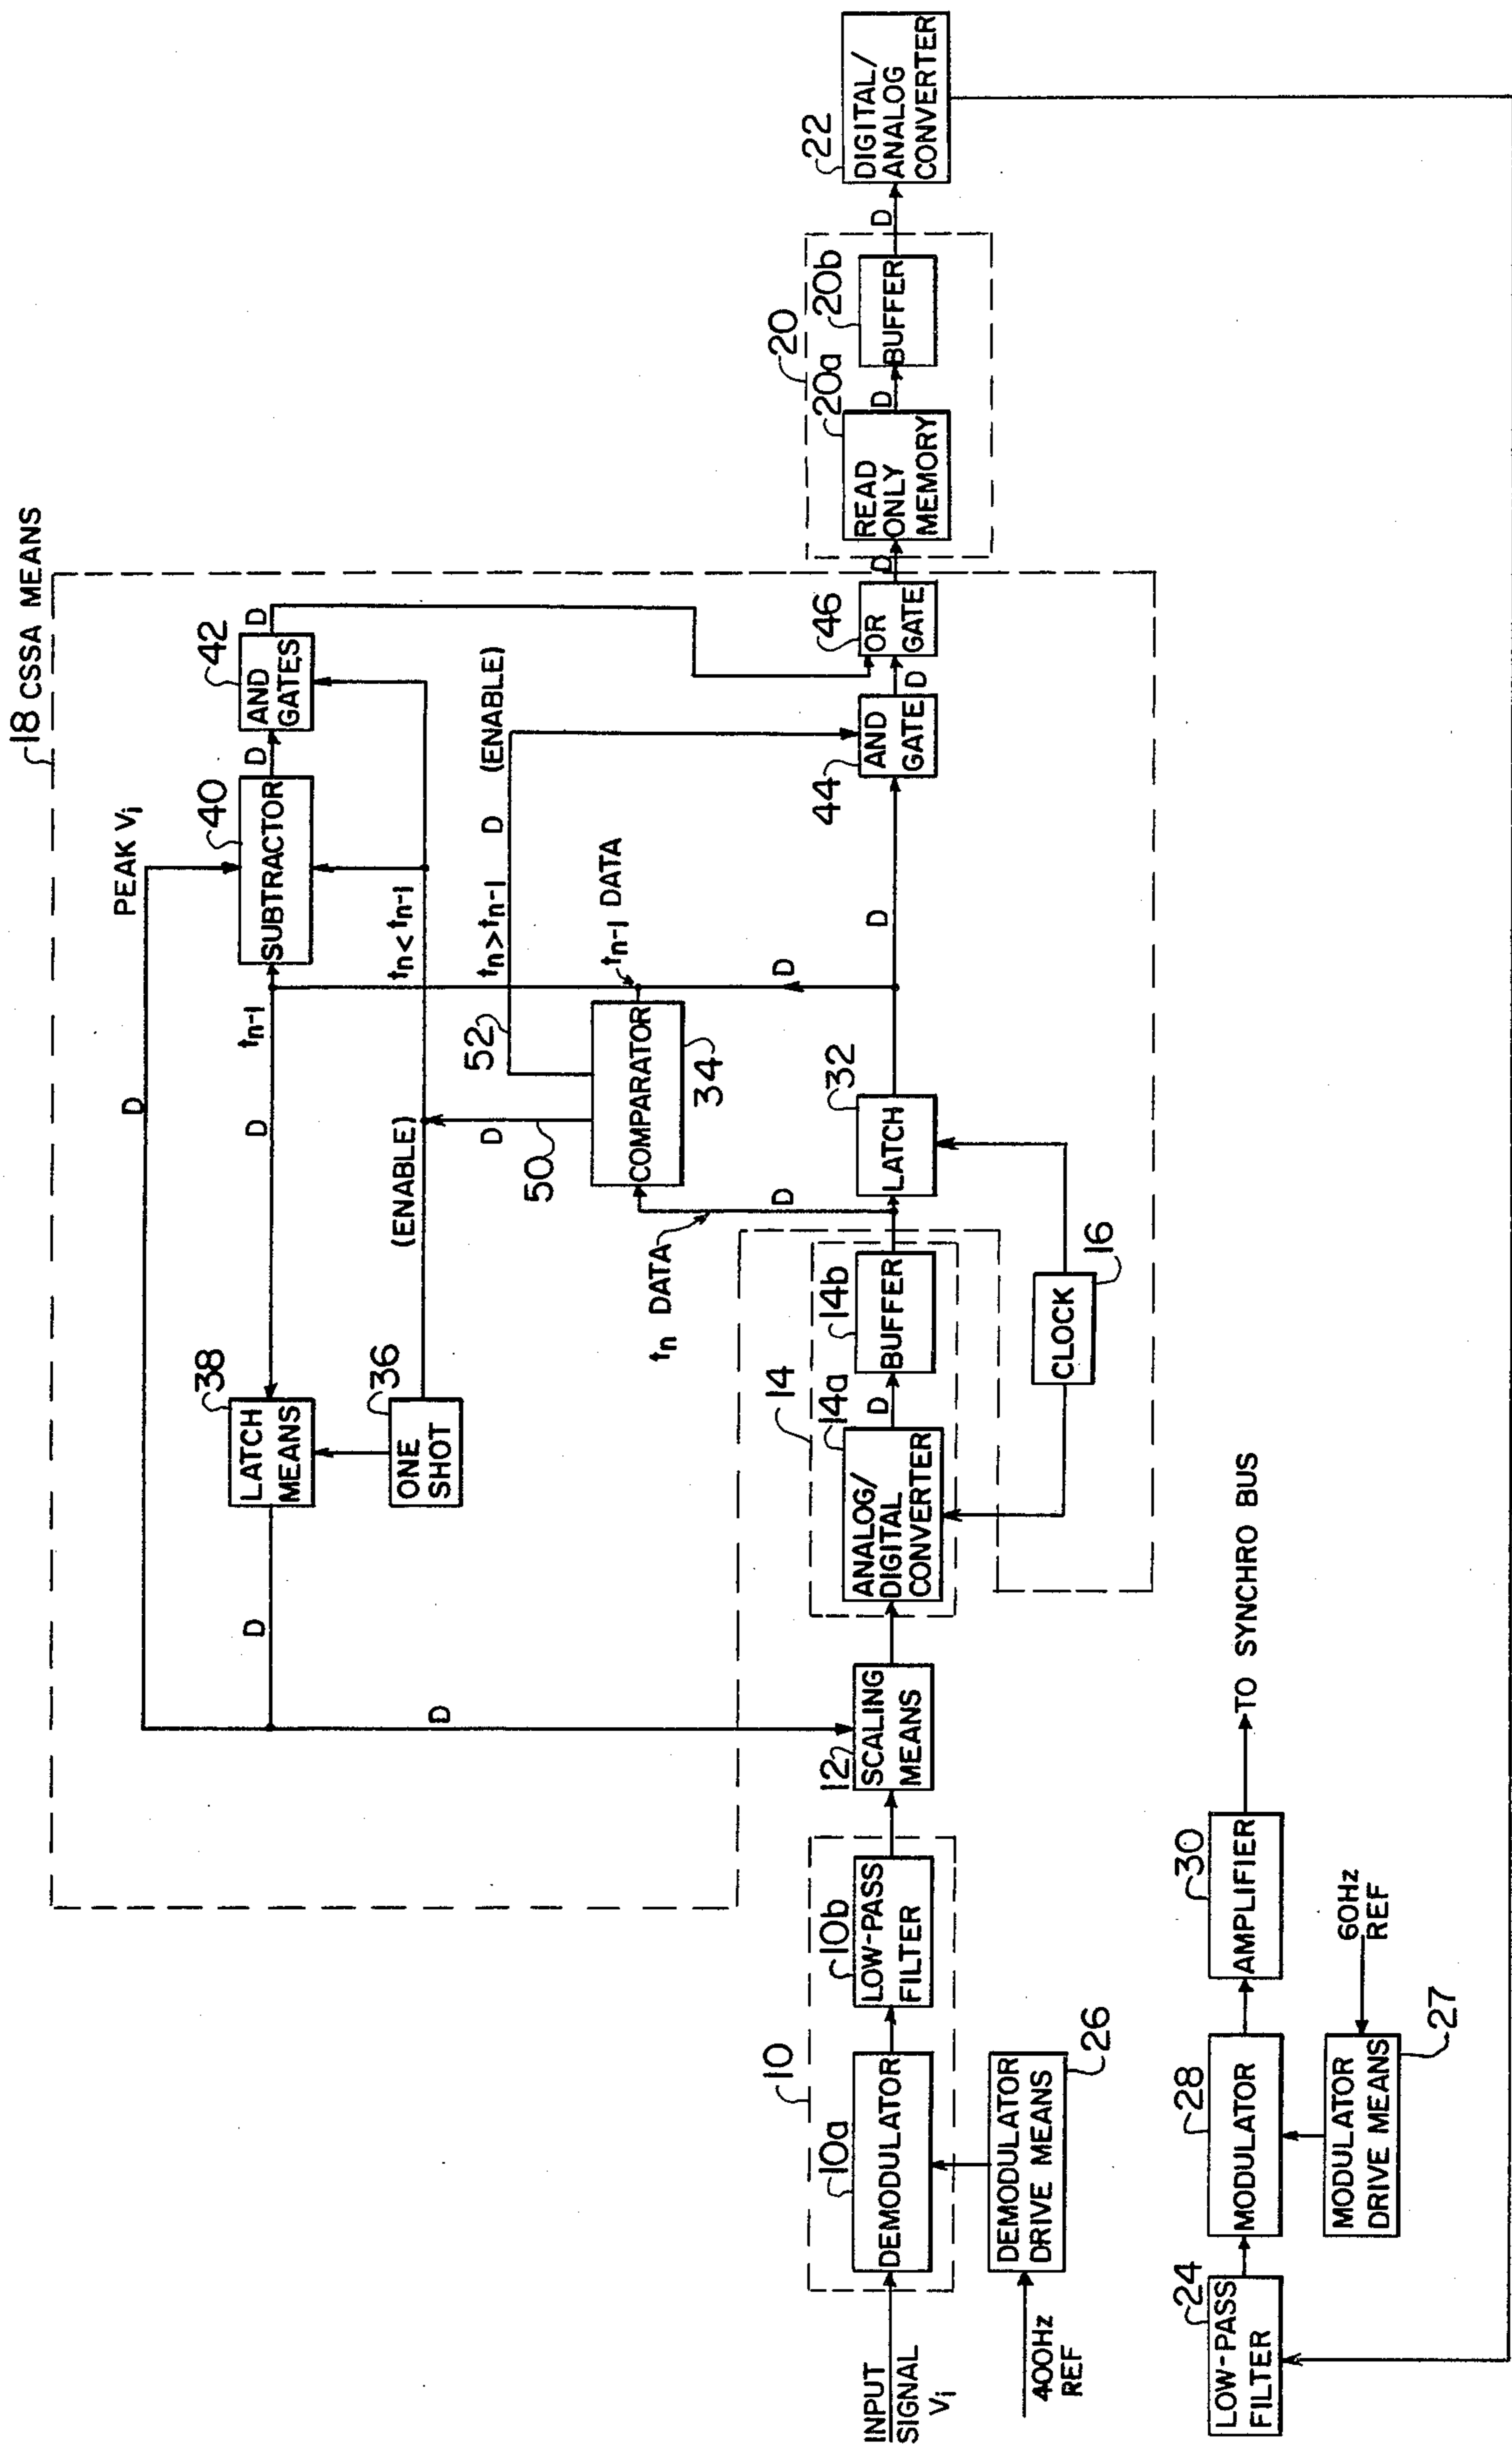 18 CSSA MEANS
PEAK Vi
D
38
LATCH
MEANS
D
D
tn-1
40
SUBTRACTOR
D
42
AND
GATES
D
36
ONE
SHOT
(ENABLE)
tn<tn-1
D
50
52
tn>tn-1 D (ENABLE)
COMPARATOR
34
tn-1 DATA
tn DATA
D
D
D
10
10a
DEMODULATOR
10b
LOW-PASS
FILTER
INPUT
SIGNAL
Vi
400Hz
REF
DEMODULATOR
DRIVE MEANS
26
12
SCALING
MEANS
D
14
14a
ANALOG/
DIGITAL
CONVERTER
D
14b
BUFFER
CLOCK
16
32
LATCH
44
AND
GATE
D
46
OR
GATE
D
20
20a
READ
ONLY
MEMORY
D
20b
BUFFER
D
22
DIGITAL/
ANALOG
CONVERTER
24
LOW-PASS
FILTER
28
MODULATOR
30
AMPLIFIER
TO SYNCHRO BUS
MODULATOR
DRIVE MEANS
27
60Hz
REF